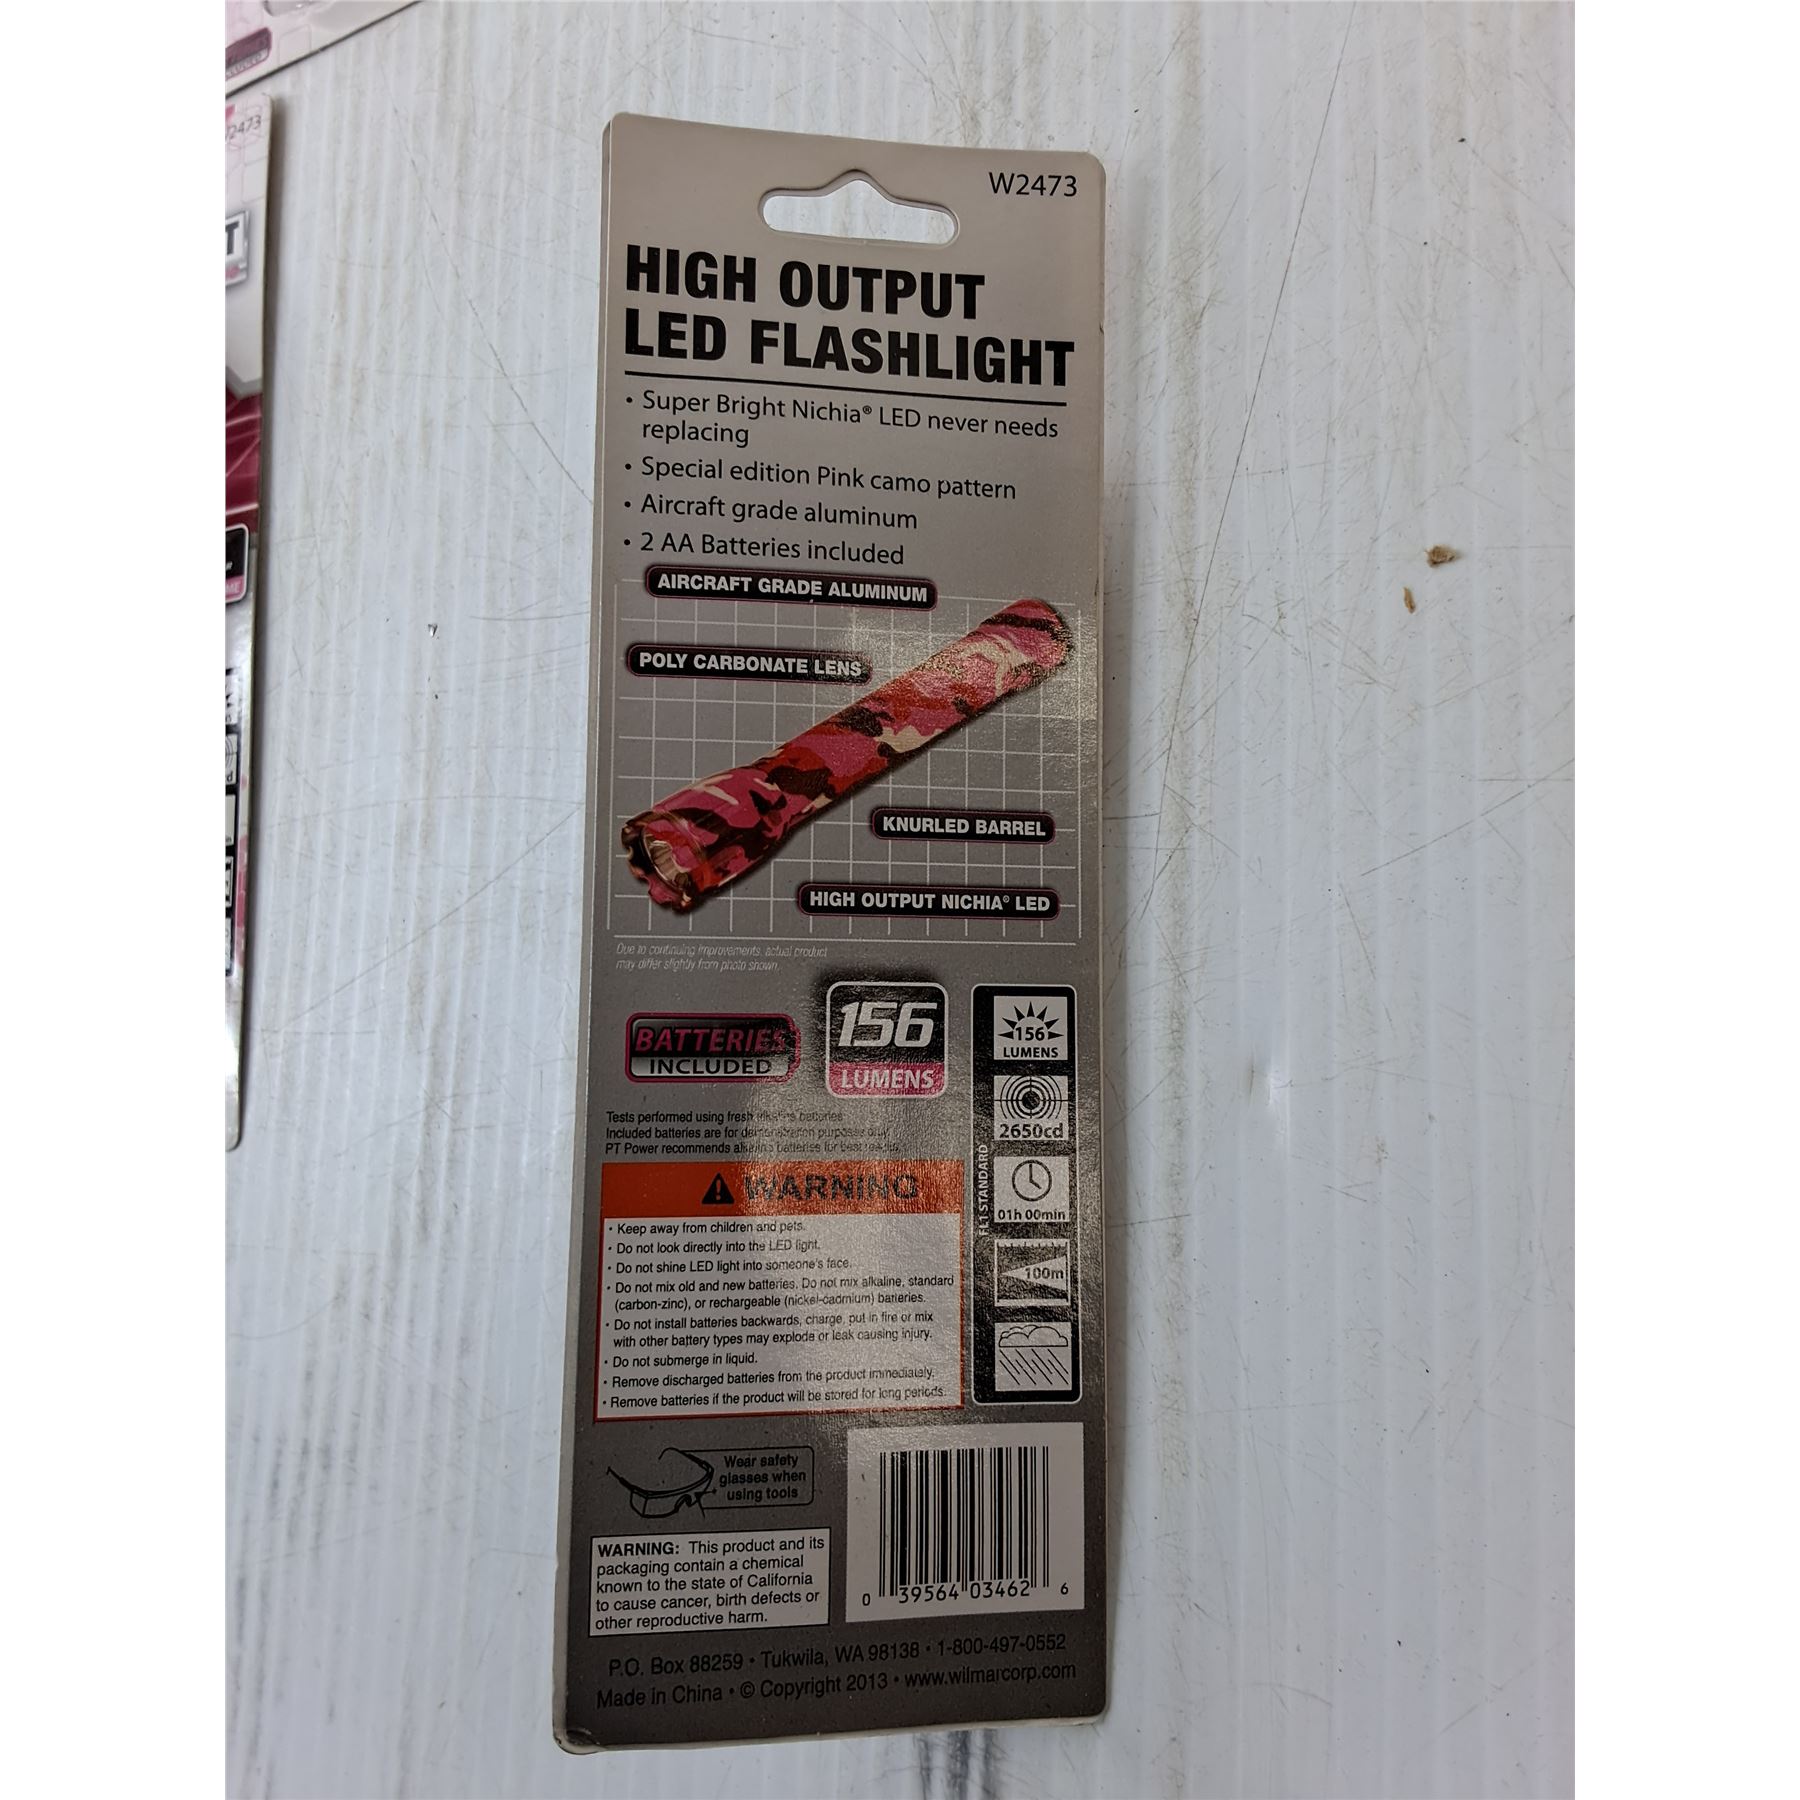 W2473
HIGH OUTPUT
LED FLASHLIGHT
• Super Bright Nichia® LED never needs
replacing
• Special edition Pink camo pattern
• Aircraft grade aluminum
• 2 AA Batteries included
AIRCRAFT GRADE ALUMINUM
POLY CARBONATE LENS
KNURLED BARREL
HIGH OUTPUT NICHIA® LED
Due to continuing improvements, actual product
may differ slightly from photo shown.
BATTERIES
INCLUDED
156
LUMENS
156
LUMENS
2650cd
01h 00min
100m
FL1 STANDARD
Tests performed using fresh alkaline batteries
Included batteries are for demonstration purposes only.
PT Power recommends alkaline batteries for best results.
WARNING
• Keep away from children and pets.
• Do not look directly into the LED light.
• Do not shine LED light into someone's face.
• Do not mix old and new batteries. Do not mix alkaline, standard
(carbon-zinc), or rechargeable (nickel-cadmium) batteries.
• Do not install batteries backwards, charge, put in fire or mix
with other battery types may explode or leak causing injury.
• Do not submerge in liquid.
• Remove discharged batteries from the product immediately.
• Remove batteries if the product will be stored for long periods.
Wear safety
glasses when
using tools
WARNING: This product and its
packaging contain a chemical
known to the state of California
to cause cancer, birth defects or
other reproductive harm.
0 39564 03462 6
P.O. Box 88259 • Tukwila, WA 98138 • 1-800-497-0552
Made in China • © Copyright 2013 • www.wilmarcorp.com